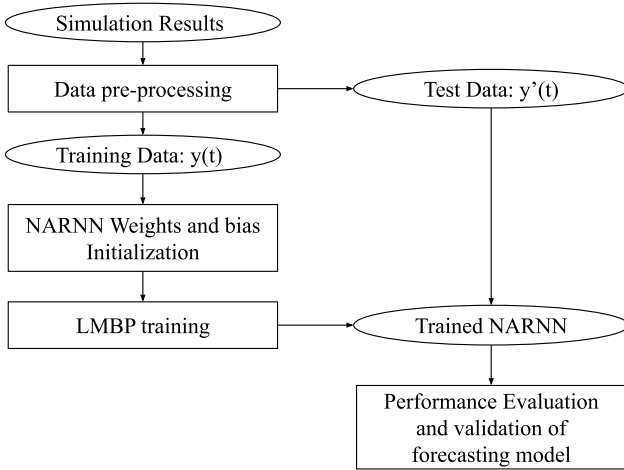 Simulation Results
Data pre-processing
Test Data: y’(t)
Training Data: y(t)
NARNN Weights and bias
Initialization
LMBP training
Trained NARNN
Performance Evaluation
and validation of
forecasting model